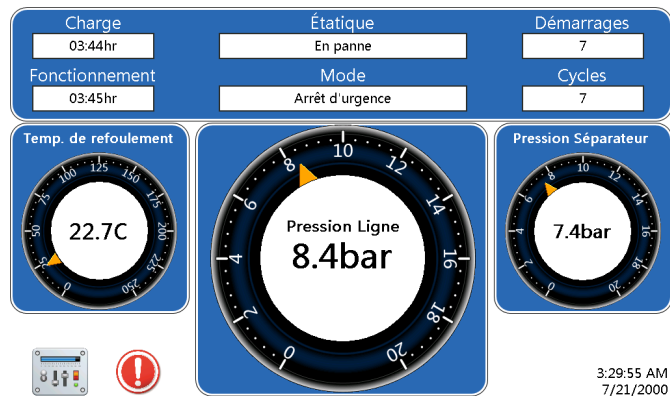 Charge Étatique Démarrages
03:44hr En panne 7
Fonctionnement Mode Cycles
03:45hr Arrêt d'urgence 7
Temp. de refoulement
0 25 50 75 100 125 150 175 200 225 250
22.7C
0 2 4 6 8 10 12 14 16 18 20
Pression Ligne
8.4bar
Pression Séparateur
0 2 4 6 8 10 12 14 16 18 20
7.4bar
3:29:55 AM
7/21/2000